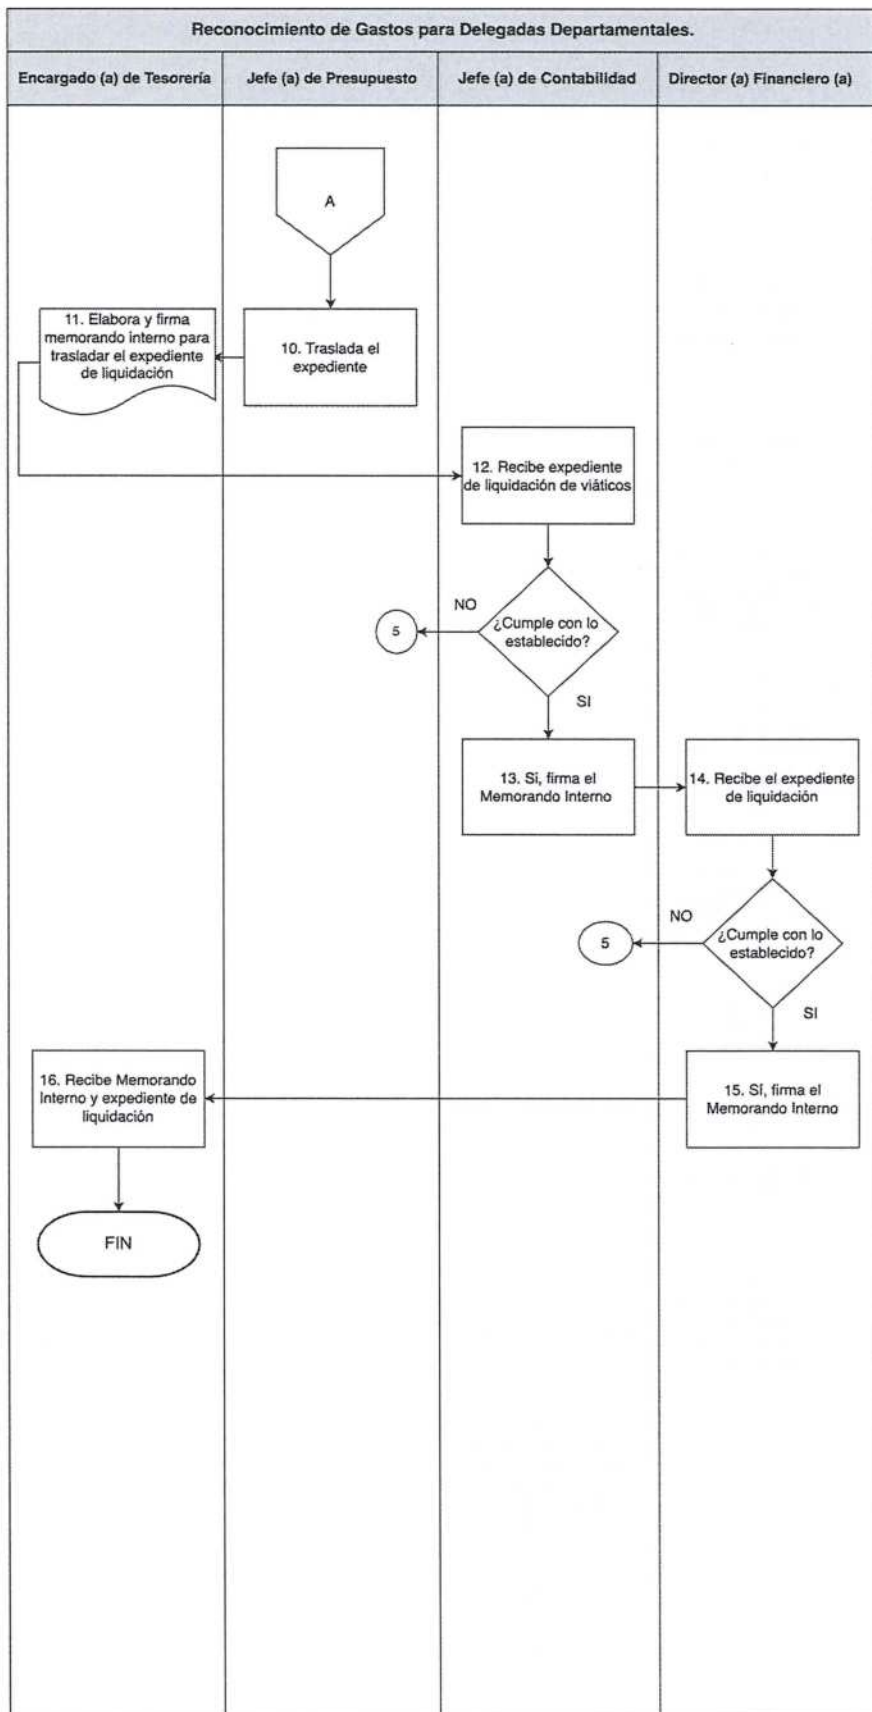 Reconocimiento de Gastos para Delegadas Departamentales.
Encargado (a) de Tesorería
Jefe (a) de Presupuesto
Jefe (a) de Contabilidad
Director (a) Financiero (a)
A
10. Traslada el
expediente
11. Elabora y firma
memorando interno para
trasladar el expediente
de liquidación
12. Recibe expediente
de liquidación de viáticos
¿Cumple con lo
establecido?
NO
5
SI
13. Si, firma el
Memorando Interno
14. Recibe el expediente
de liquidación
¿Cumple con lo
establecido?
NO
5
SI
15. Sí, firma el
Memorando Interno
16. Recibe Memorando
Interno y expediente de
liquidación
FIN